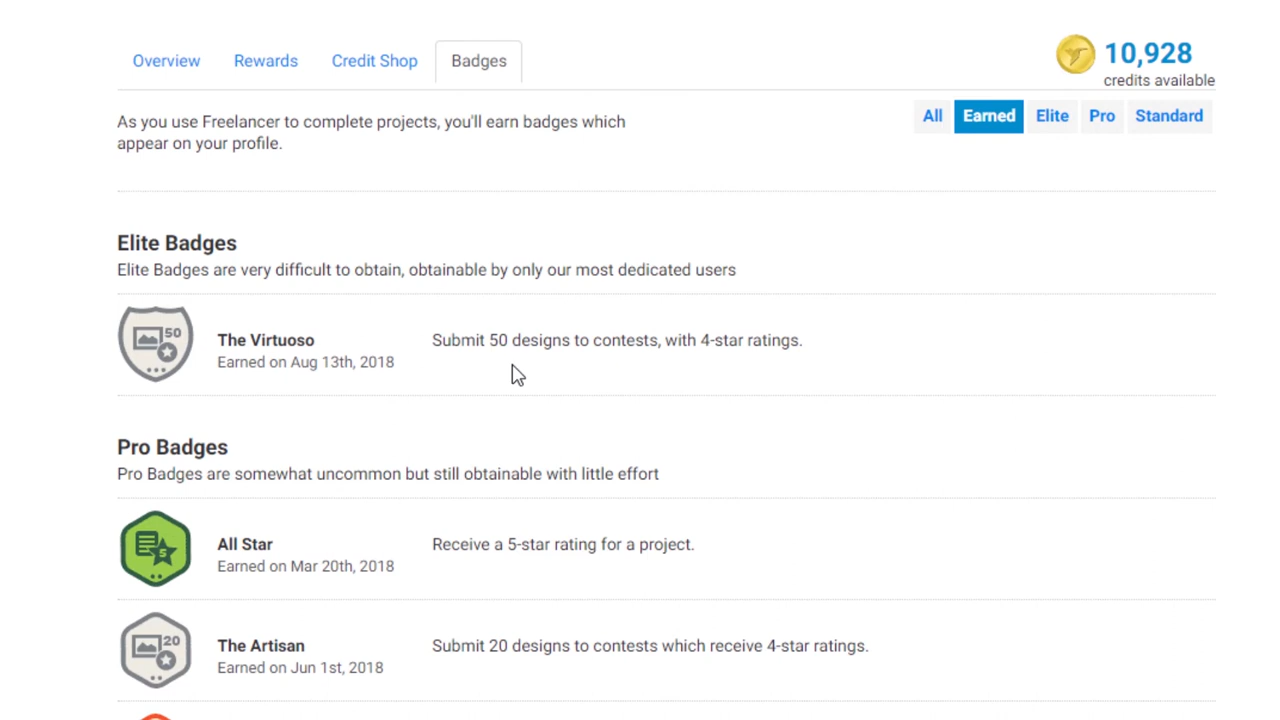 Overview Rewards Credit Shop Badges
10,928
credits available
As you use Freelancer to complete projects, you'll earn badges which
appear on your profile.
All Earned Elite Pro Standard
Elite Badges
Elite Badges are very difficult to obtain, obtainable by only our most dedicated users
50
The Virtuoso
Earned on Aug 13th, 2018
Submit 50 designs to contests, with 4-star ratings.
Pro Badges
Pro Badges are somewhat uncommon but still obtainable with little effort
5
All Star
Earned on Mar 20th, 2018
Receive a 5-star rating for a project.
20
The Artisan
Earned on Jun 1st, 2018
Submit 20 designs to contests which receive 4-star ratings.